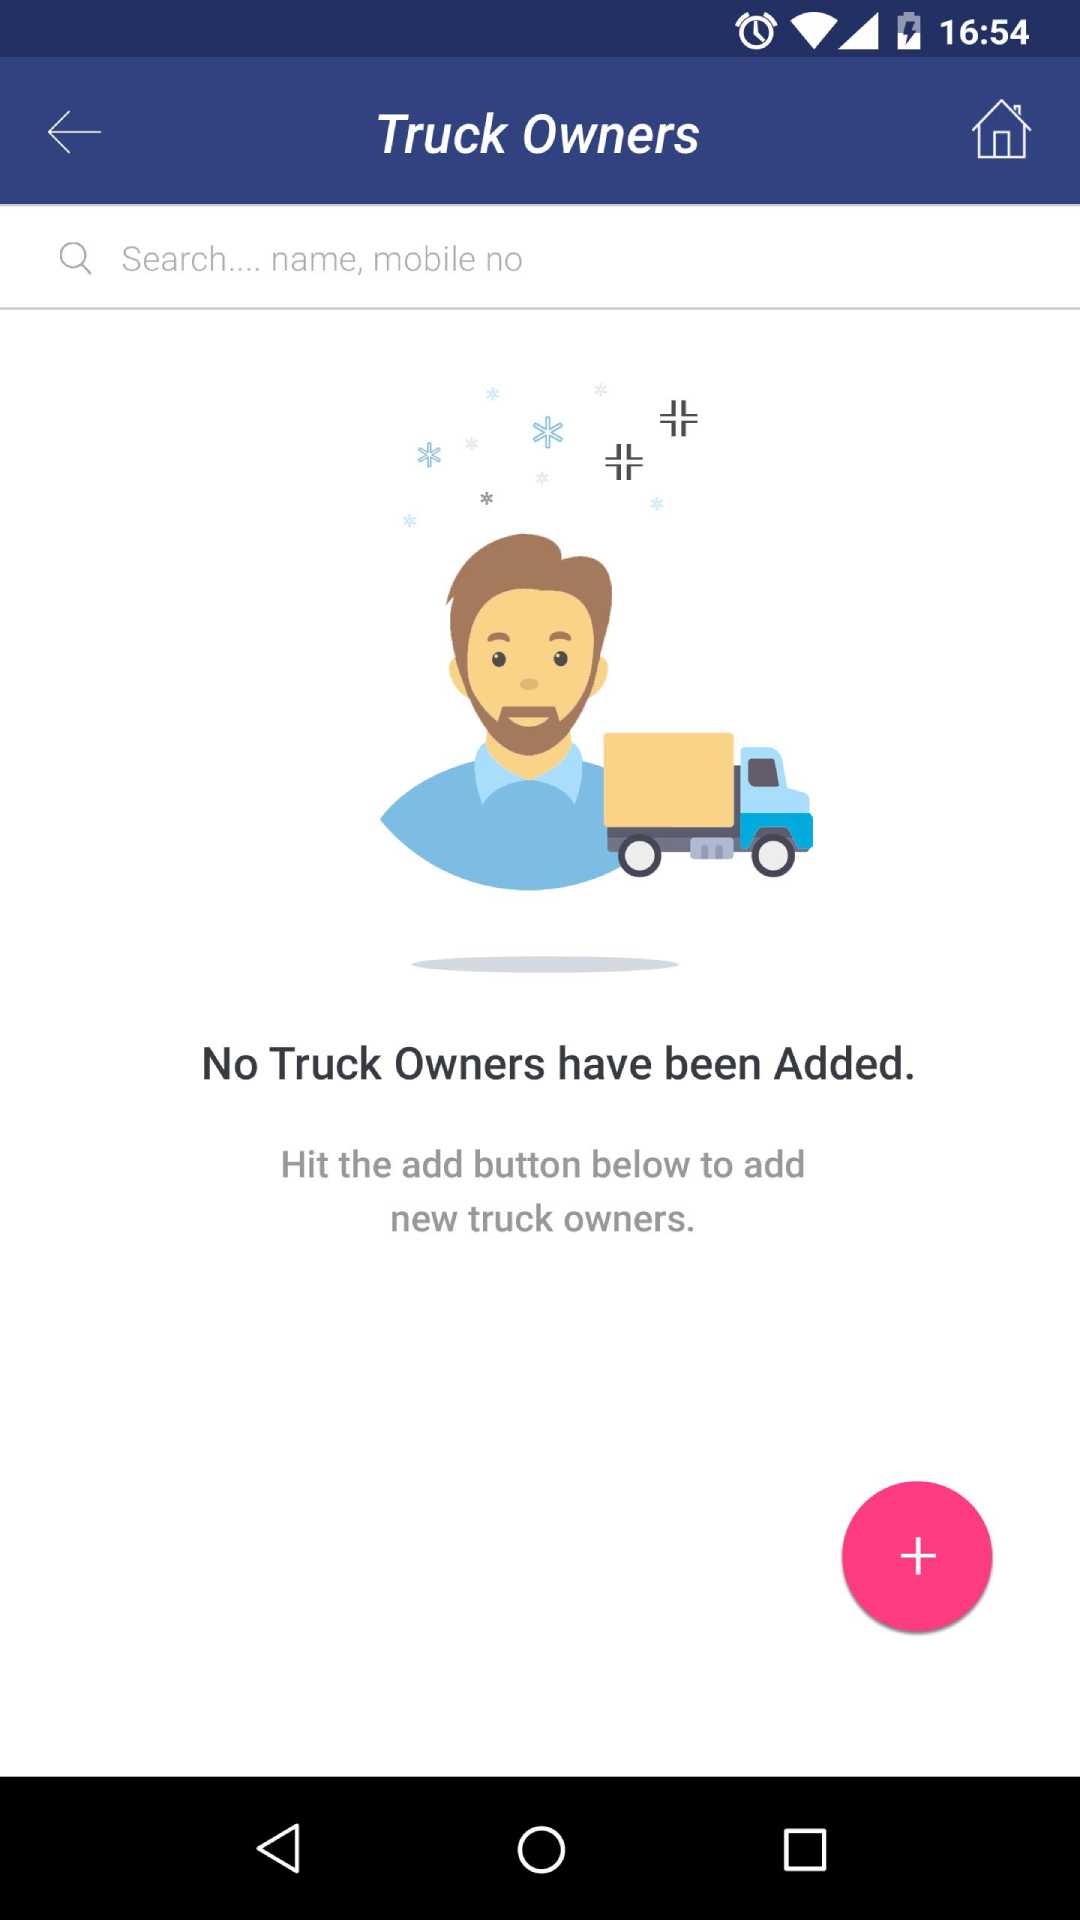 16:54
Truck Owners
Search.... name, mobile no
No Truck Owners have been Added.
Hit the add button below to add
new truck owners.